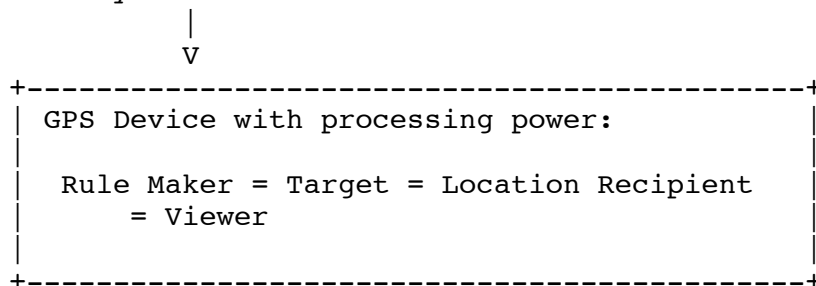 |
V
+---------------------------------------------+
| GPS Device with processing power: |
| |
| Rule Maker = Target = Location Recipient |
| = Viewer |
| |
+---------------------------------------------+